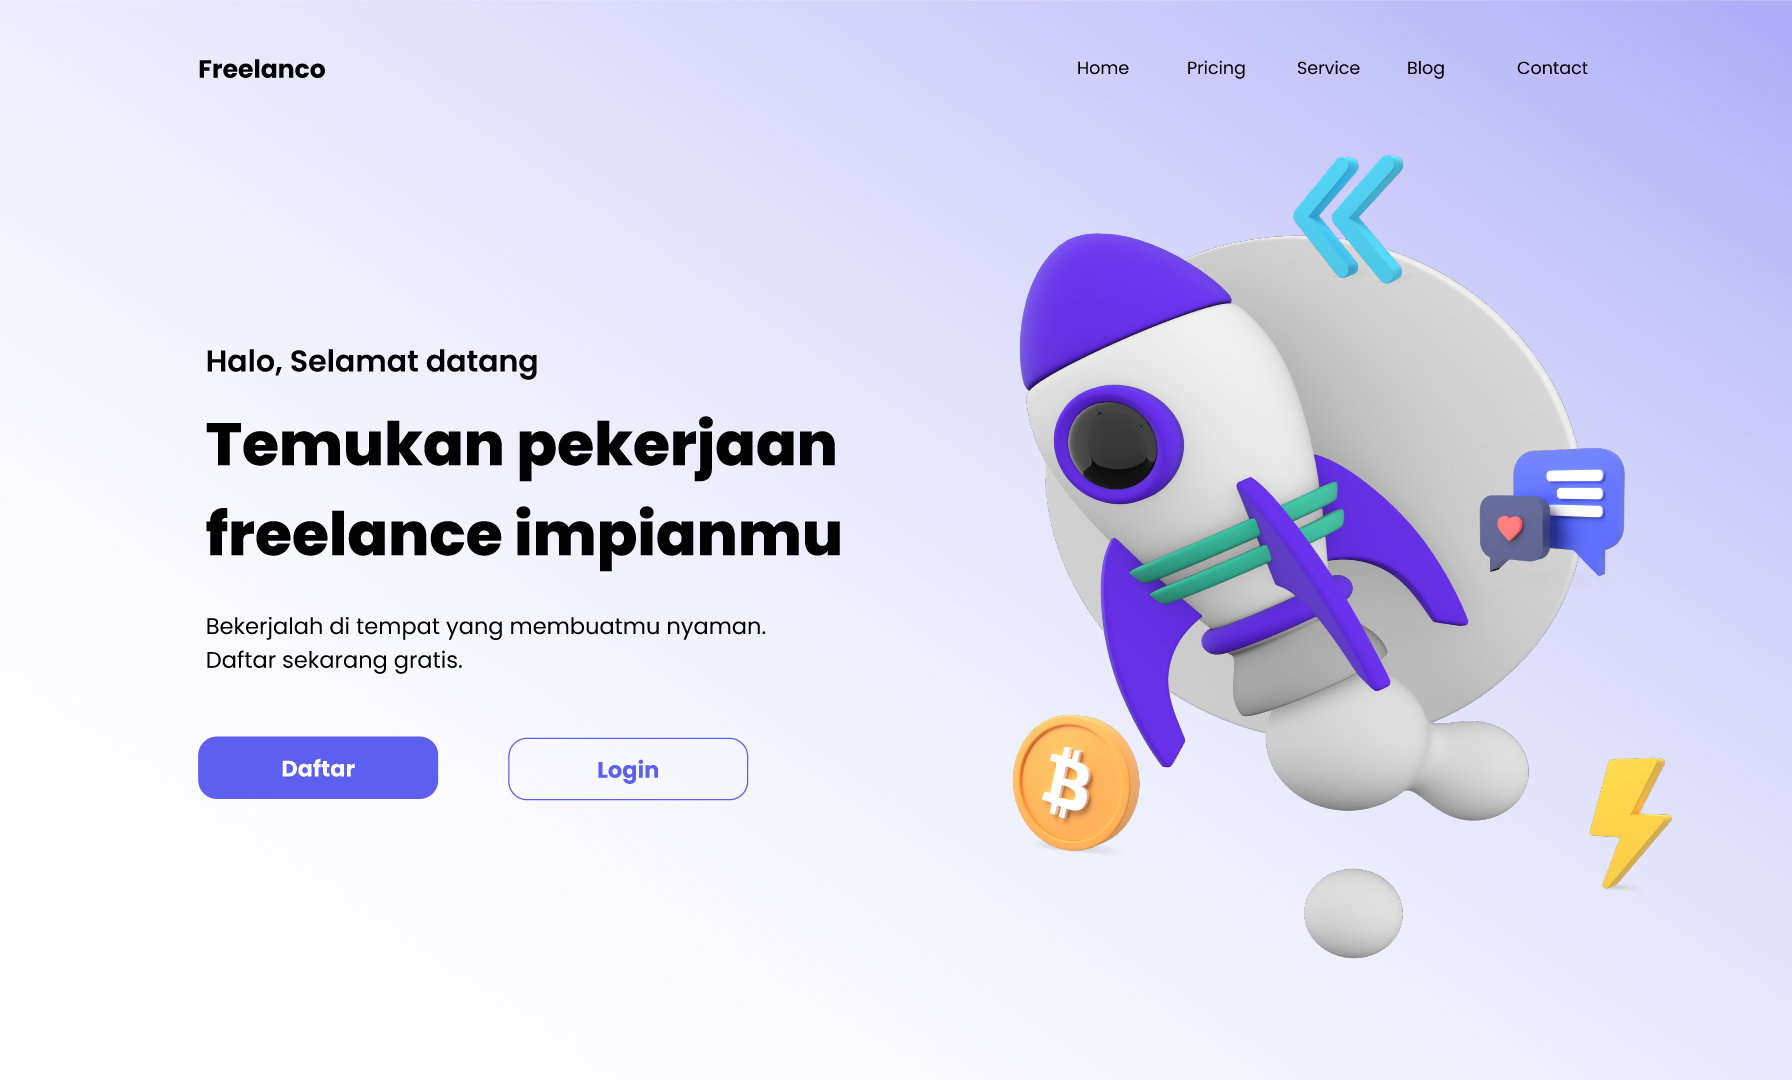 Freelanco
Home Pricing Service Blog Contact
Halo, Selamat datang
Temukan pekerjaan
freelance impianmu
Bekerjalah di tempat yang membuatmu nyaman.
Daftar sekarang gratis.
Daftar
Login